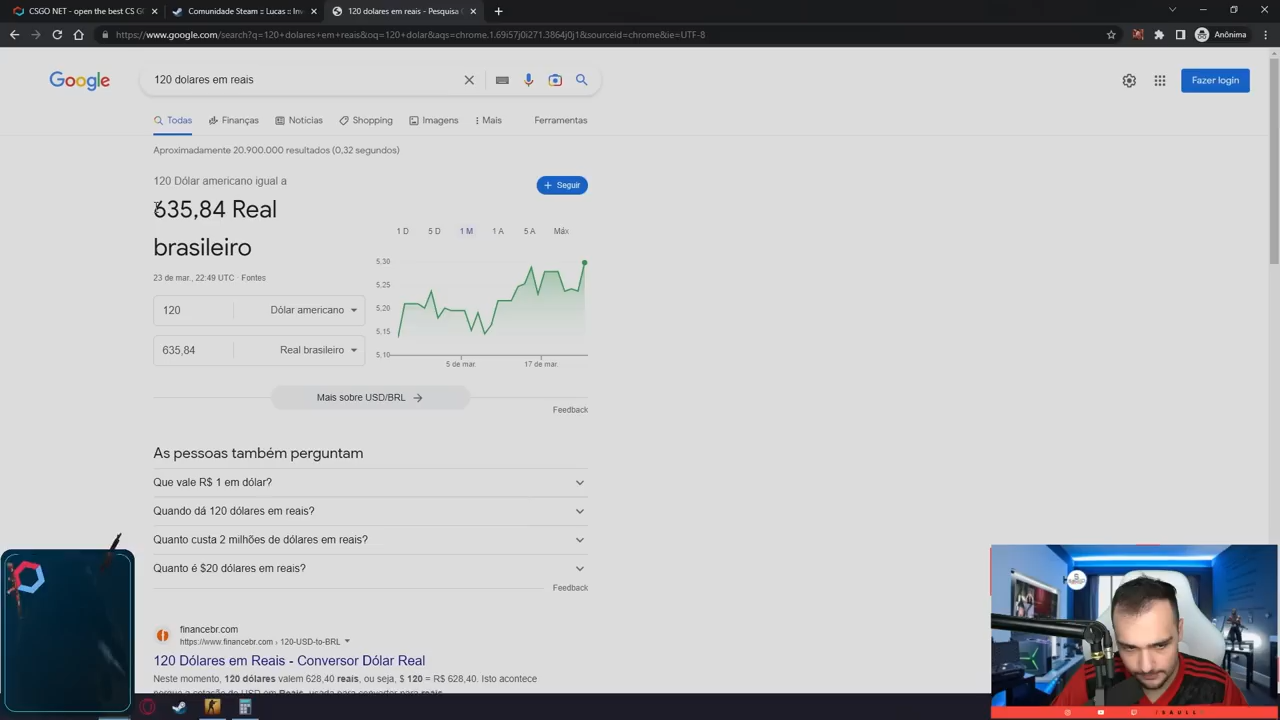 CSGO NET - open the best CS GO
Comunidade Steam :: Lucas :: Inv
120 dolares em reais - Pesquisa G
https://www.google.com/search?q=120+dolares+em+reais&oq=120+dolar&aqs=chrome.1.69i57j0i271.3864j0j1&sourceid=chrome&ie=UTF-8
Anônima
Google
120 dolares em reais
Fazer login
Todas
Finanças
Notícias
Shopping
Imagens
Mais
Ferramentas
Aproximadamente 20.900.000 resultados (0,32 segundos)
120 Dólar americano igual a
Seguir
635,84 Real
brasileiro
23 de mar., 22:49 UTC · Fontes
120 Dólar americano
635,84 Real brasileiro
1 D 5 D 1 M 1 A 5 A Máx
5,30
5,25
5,20
5,15
5,10
5 de mar. 17 de mar.
Mais sobre USD/BRL
Feedback
As pessoas também perguntam
Que vale R$ 1 em dólar?
Quando dá 120 dólares em reais?
Quanto custa 2 milhões de dólares em reais?
Quanto é $20 dólares em reais?
Feedback
financebr.com
https://www.financebr.com › 120-USD-to-BRL
120 Dólares em Reais - Conversor Dólar Real
Neste momento, 120 dólares valem 628,40 reais, ou seja, $ 120 = R$ 628,40. Isto acontece